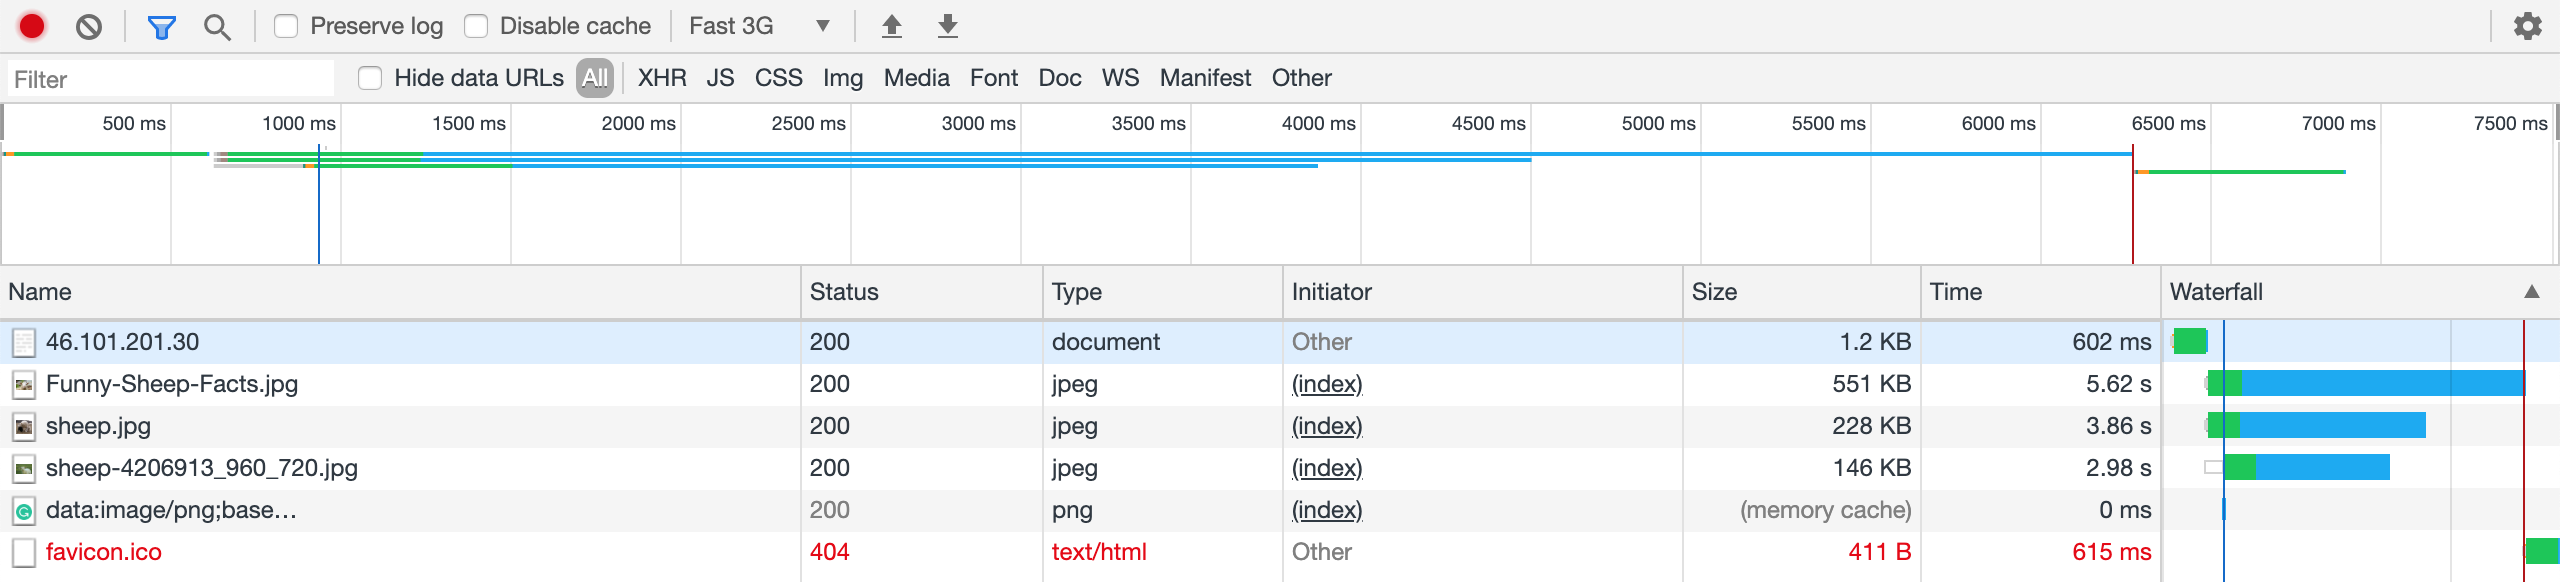 Preserve log Disable cache Fast 3G
Filter Hide data URLs All XHR JS CSS Img Media Font Doc WS Manifest Other
500 ms 1000 ms 1500 ms 2000 ms 2500 ms 3000 ms 3500 ms 4000 ms 4500 ms 5000 ms 5500 ms 6000 ms 6500 ms 7000 ms 7500 ms
Name Status Type Initiator Size Time Waterfall
46.101.201.30 200 document Other 1.2 KB 602 ms
Funny-Sheep-Facts.jpg 200 jpeg (index) 551 KB 5.62 s
sheep.jpg 200 jpeg (index) 228 KB 3.86 s
sheep-4206913_960_720.jpg 200 jpeg (index) 146 KB 2.98 s
data:image/png;base… 200 png (index) (memory cache) 0 ms
favicon.ico 404 text/html Other 411 B 615 ms